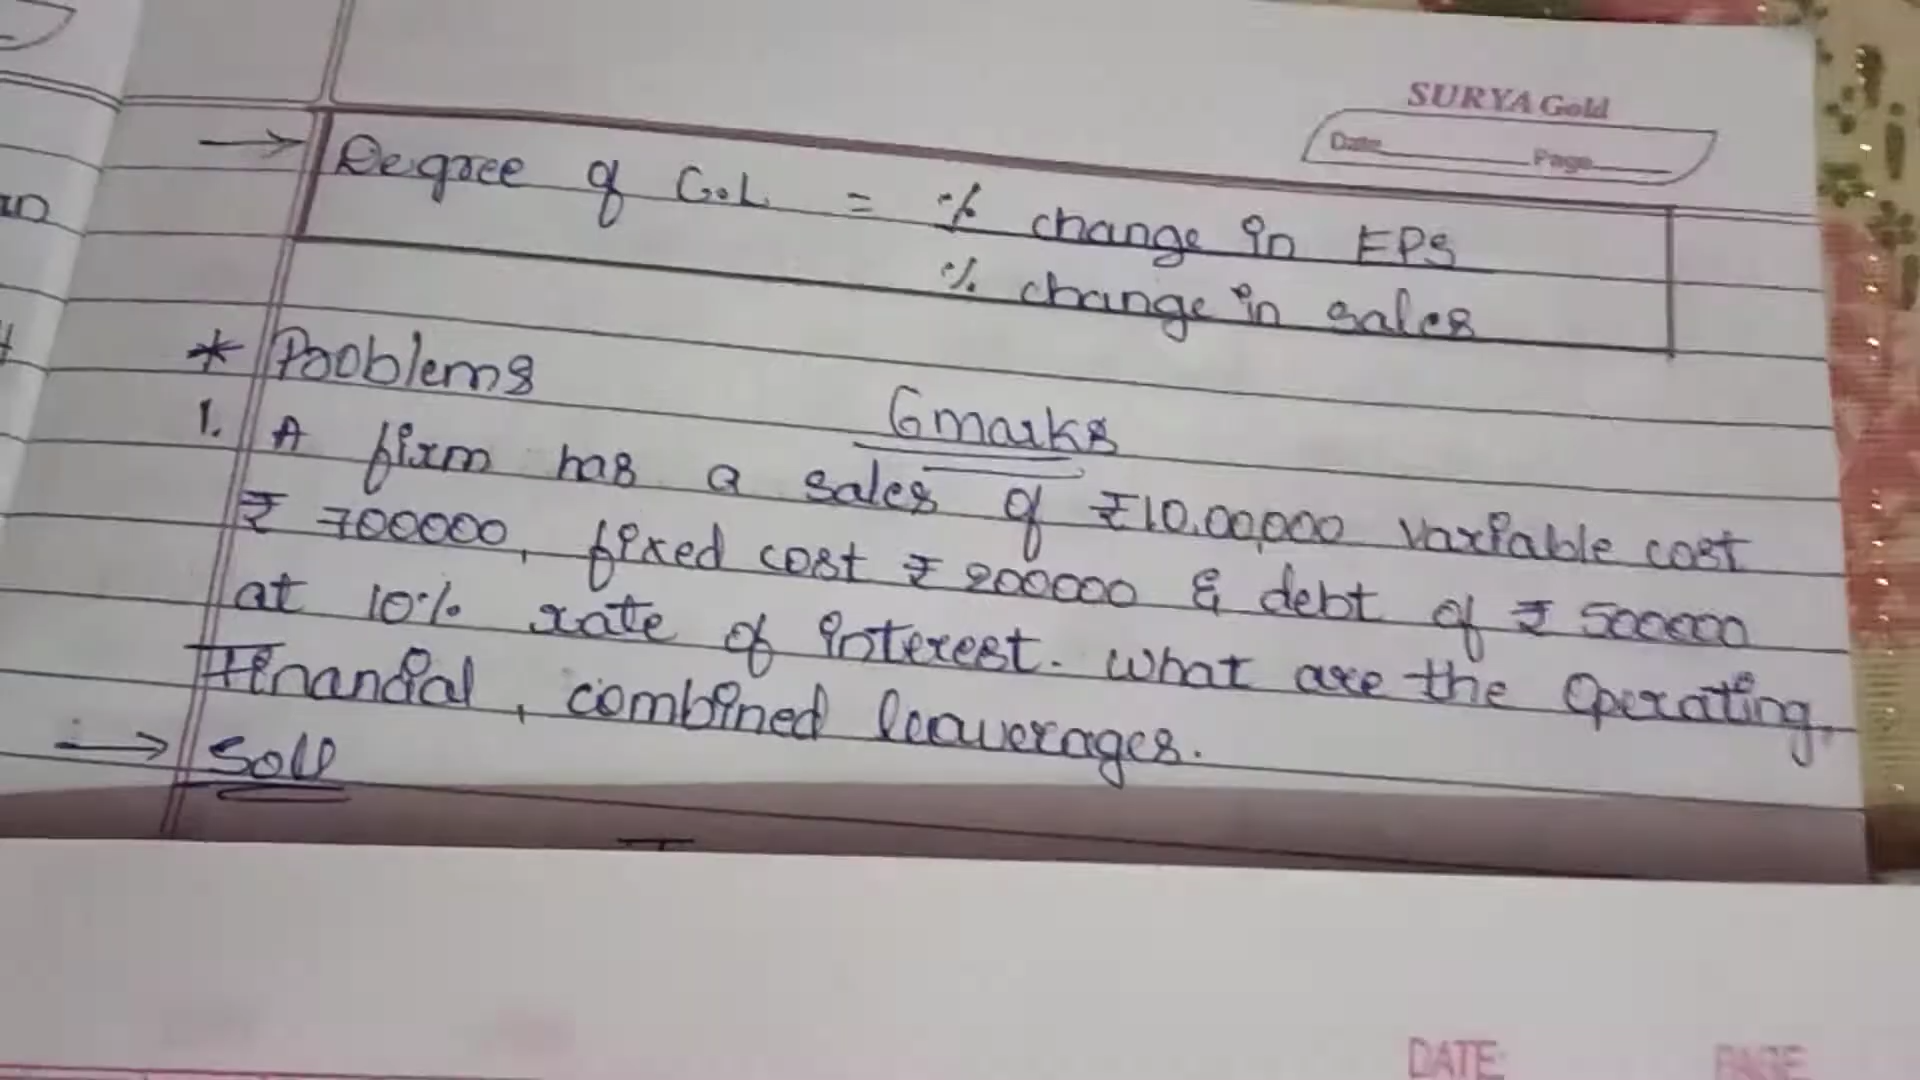 SURYA Gold
Date Page
→ Degree of C.L. = % change in EPS
% change in sales
* Problems
6marks
1. A firm has a sales of ₹10,00,000 variable cost
₹ 700000, fixed cost ₹ 200000 & debt of ₹ 500000
at 10% rate of interest. what are the operating,
Financial, combined leaverages.
→ Soll
DATE: PAGE